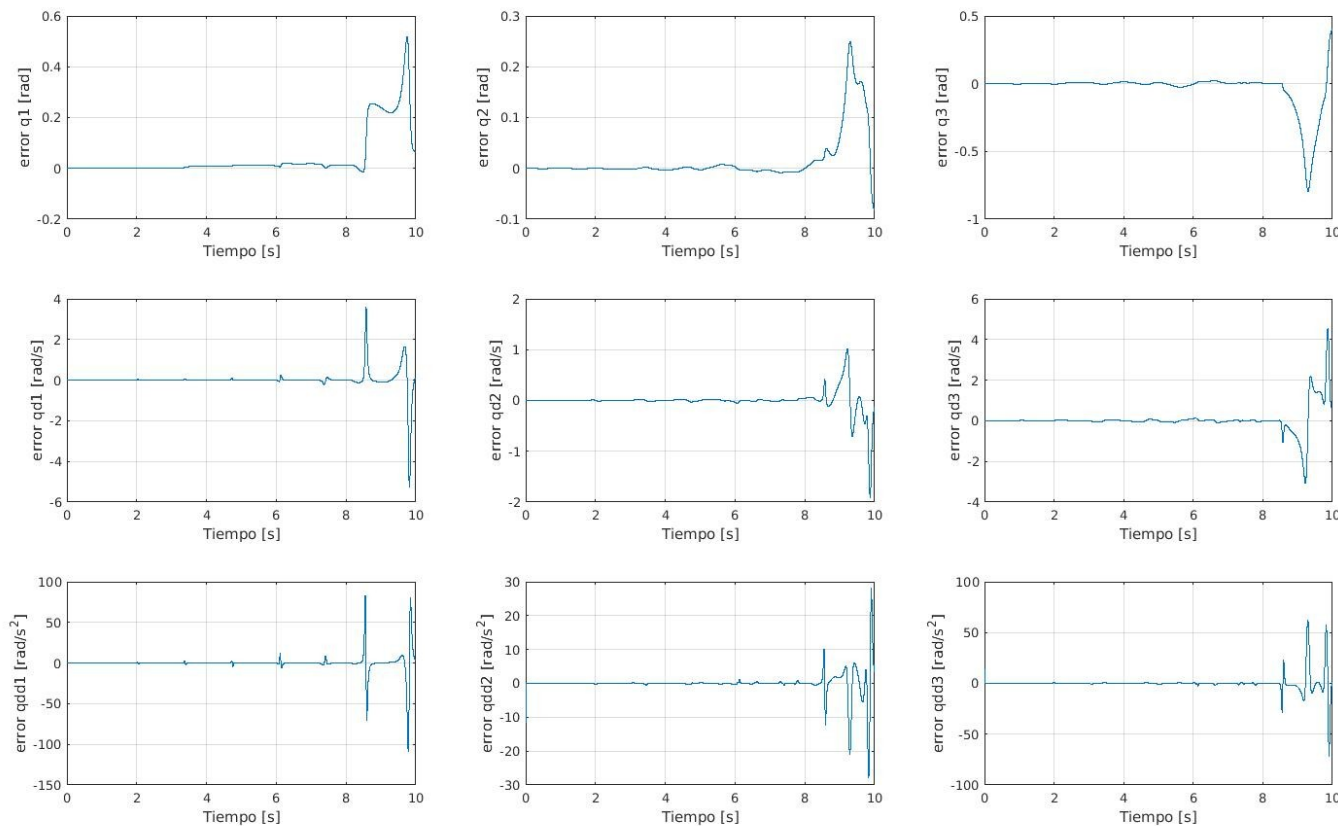 0.6
0.4
0.2
0
-0.2
error q1 [rad]
0 2 4 6 8 10
Tiempo [s]
0.3
0.2
0.1
0
-0.1
error q2 [rad]
0 2 4 6 8 10
Tiempo [s]
0.5
0
-0.5
-1
error q3 [rad]
0 2 4 6 8 10
Tiempo [s]
4
2
0
-2
-4
-6
error qd1 [rad/s]
0 2 4 6 8 10
Tiempo [s]
2
1
0
-1
-2
error qd2 [rad/s]
0 2 4 6 8 10
Tiempo [s]
6
4
2
0
-2
-4
error qd3 [rad/s]
0 2 4 6 8 10
Tiempo [s]
100
50
0
-50
-100
-150
error qdd1 [rad/s²]
0 2 4 6 8 10
Tiempo [s]
30
20
10
0
-10
-20
-30
error qdd2 [rad/s²]
0 2 4 6 8 10
Tiempo [s]
100
50
0
-50
-100
error qdd3 [rad/s²]
0 2 4 6 8 10
Tiempo [s]